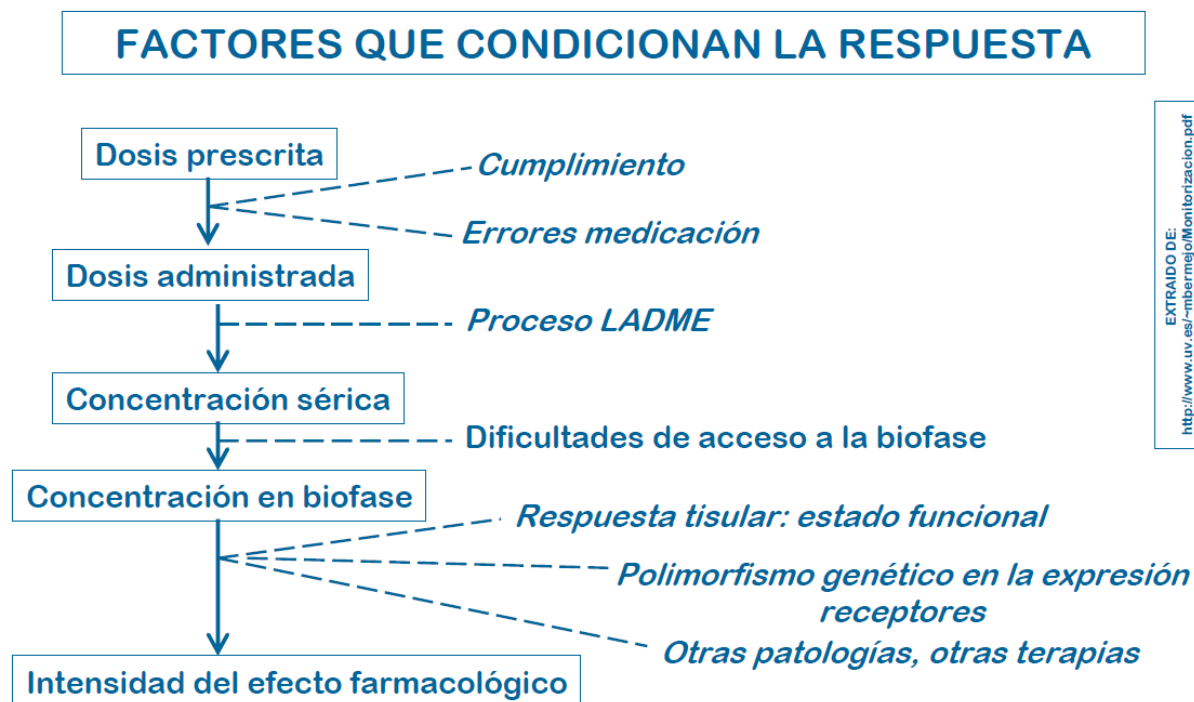 FACTORES QUE CONDICIONAN LA RESPUESTA
Dosis prescrita
Cumplimiento
Errores medicación
Dosis administrada
Proceso LADME
Concentración sérica
Dificultades de acceso a la biofase
Concentración en biofase
Respuesta tisular: estado funcional
Polimorfismo genético en la expresión
receptores
Otras patologías, otras terapias
Intensidad del efecto farmacológico
EXTRAIDO DE:
http://www.uv.es/~mbermejo/Monitorizacion.pdf